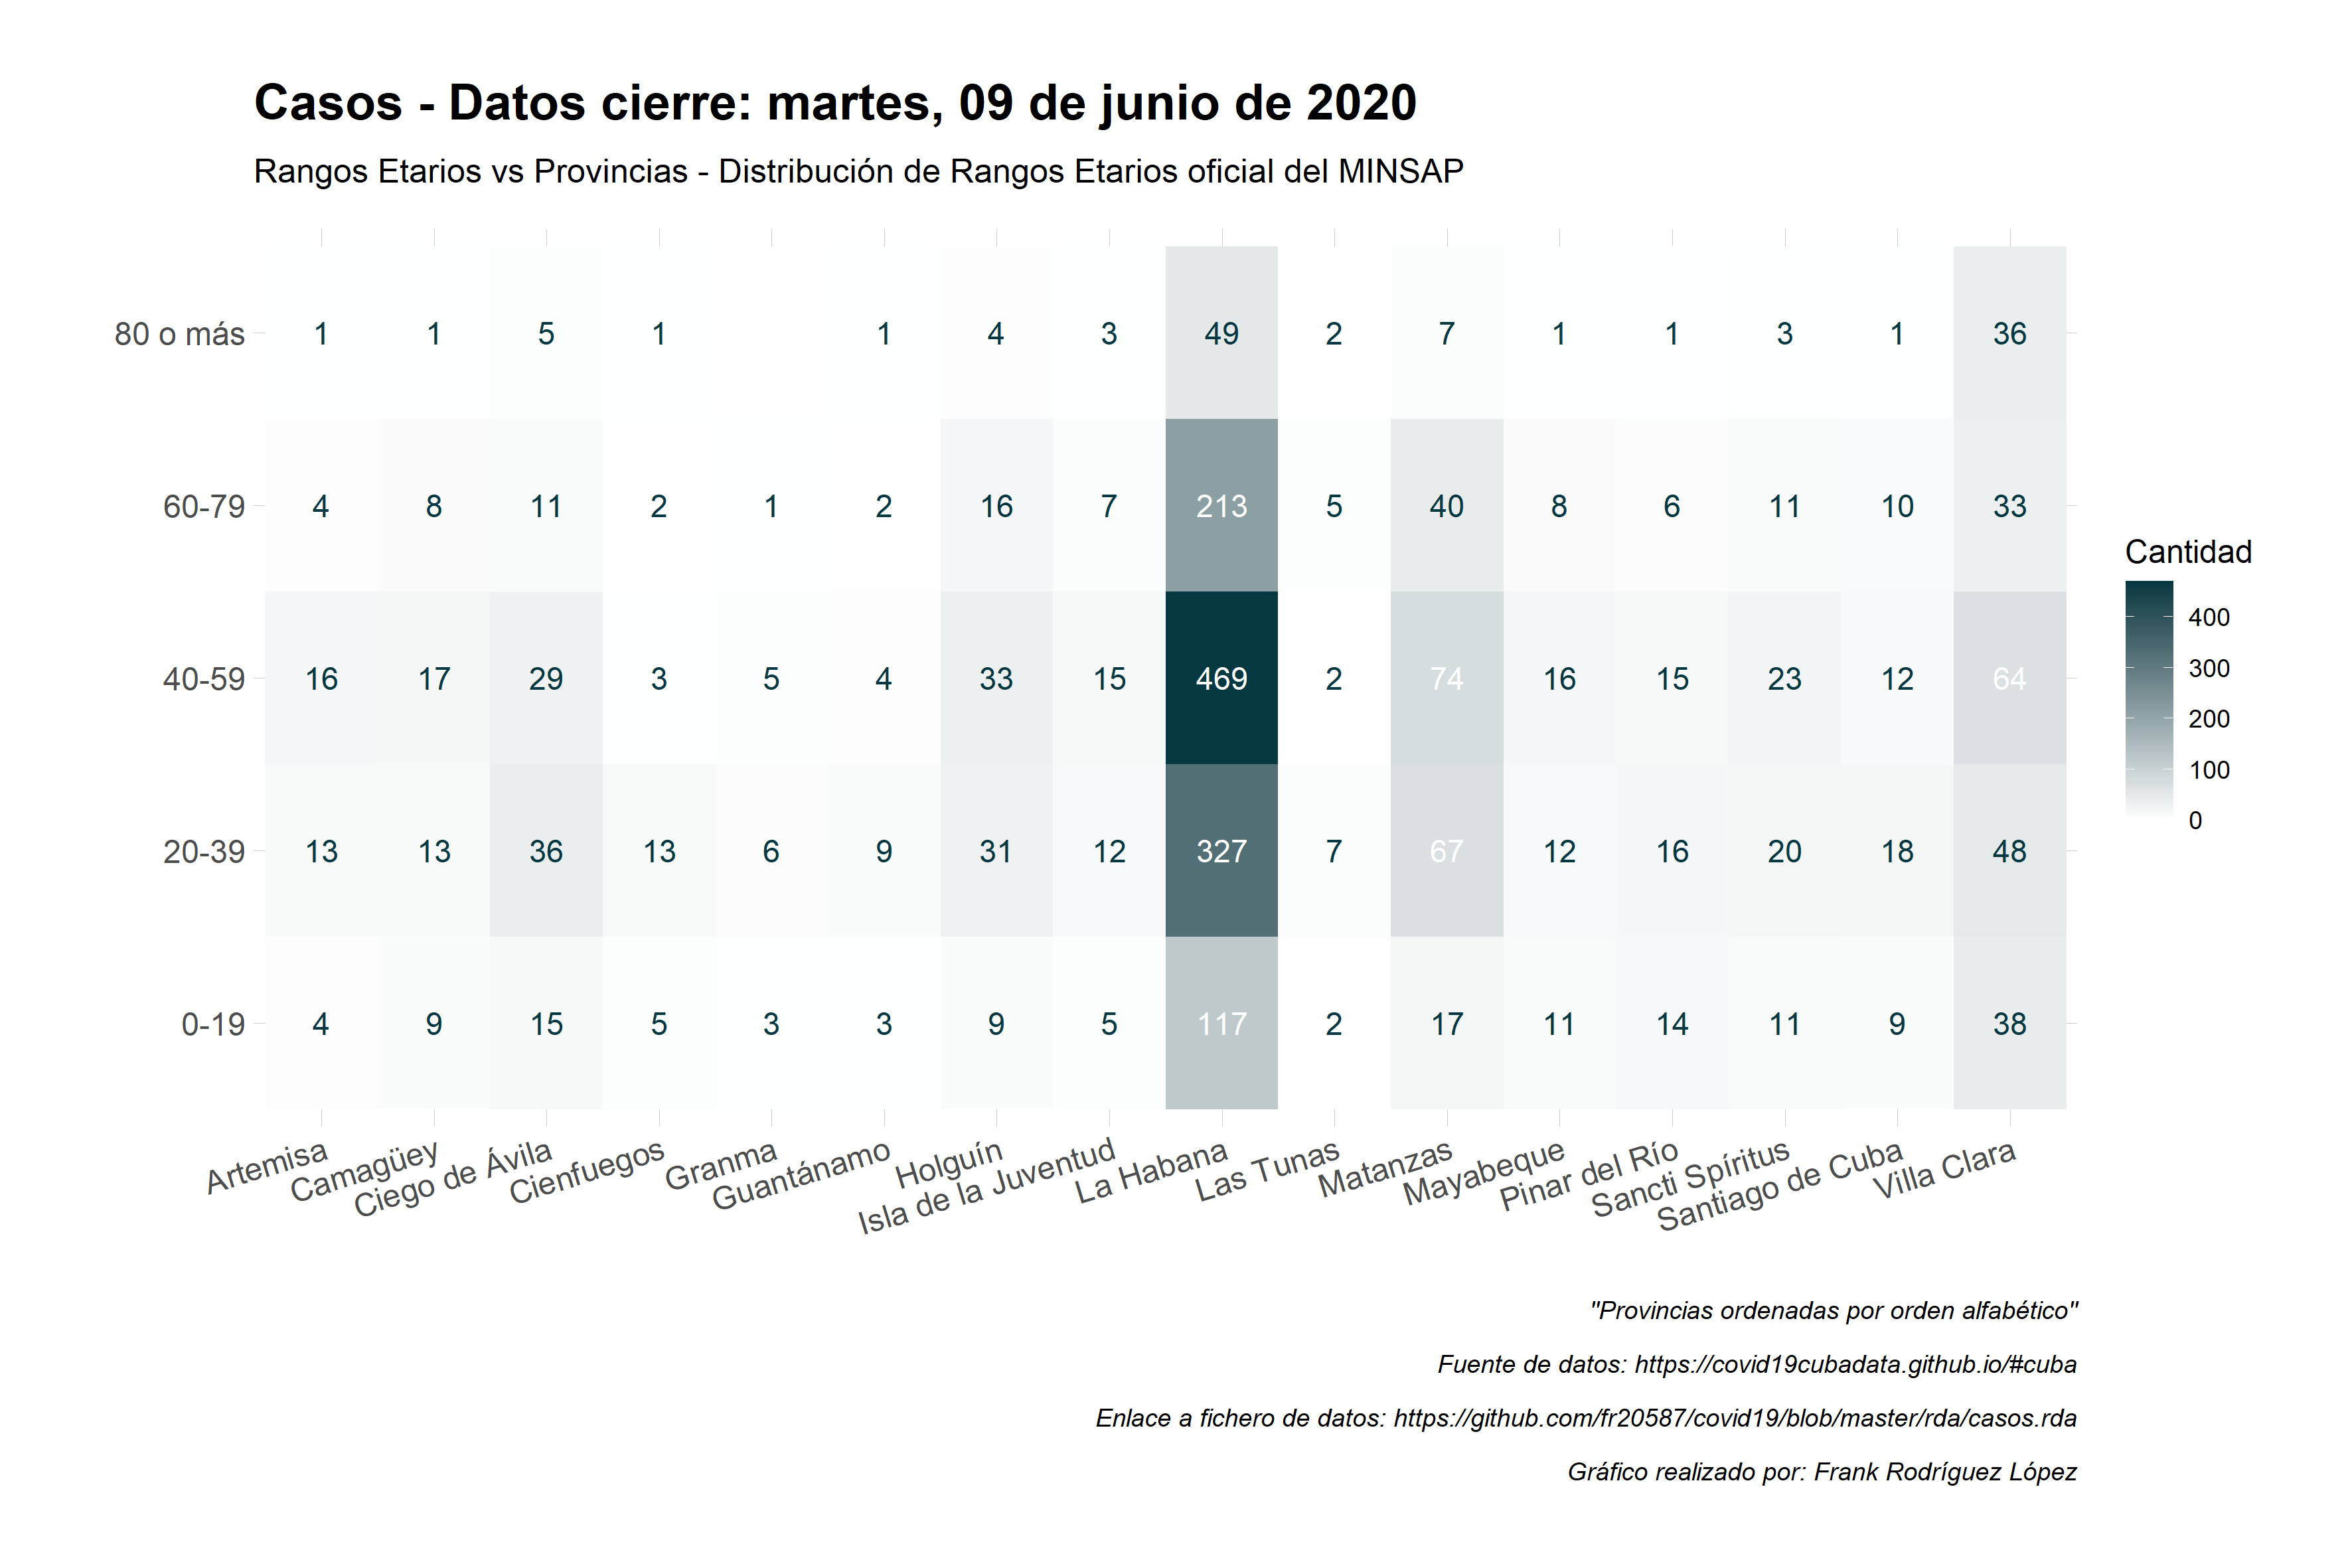 Casos - Datos cierre: martes, 09 de junio de 2020
Rangos Etarios vs Provincias - Distribución de Rangos Etarios oficial del MINSAP
80 o más 1 1 5 1 1 4 3 49 2 7 1 1 3 1 36
60-79 4 8 11 2 1 2 16 7 213 5 40 8 6 11 10 33
40-59 16 17 29 3 5 4 33 15 469 2 74 16 15 23 12 64
20-39 13 13 36 13 6 9 31 12 327 7 67 12 16 20 18 48
0-19 4 9 15 5 3 3 9 5 117 2 17 11 14 11 9 38
Artemisa
Camagüey
Ciego de Ávila
Cienfuegos
Granma
Guantánamo
Holguín
Isla de la Juventud
La Habana
Las Tunas
Matanzas
Mayabeque
Pinar del Río
Sancti Spíritus
Santiago de Cuba
Villa Clara
Cantidad
400
300
200
100
0
"Provincias ordenadas por orden alfabético"
Fuente de datos: https://covid19cubadata.github.io/#cuba
Enlace a fichero de datos: https://github.com/fr20587/covid19/blob/master/rda/casos.rda
Gráfico realizado por: Frank Rodríguez López